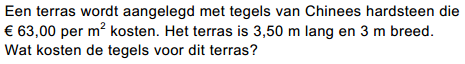 Een terras wordt aangelegd met tegels van Chinees hardsteen die
€ 63,00 per m² kosten. Het terras is 3,50 m lang en 3 m breed.
Wat kosten de tegels voor dit terras?